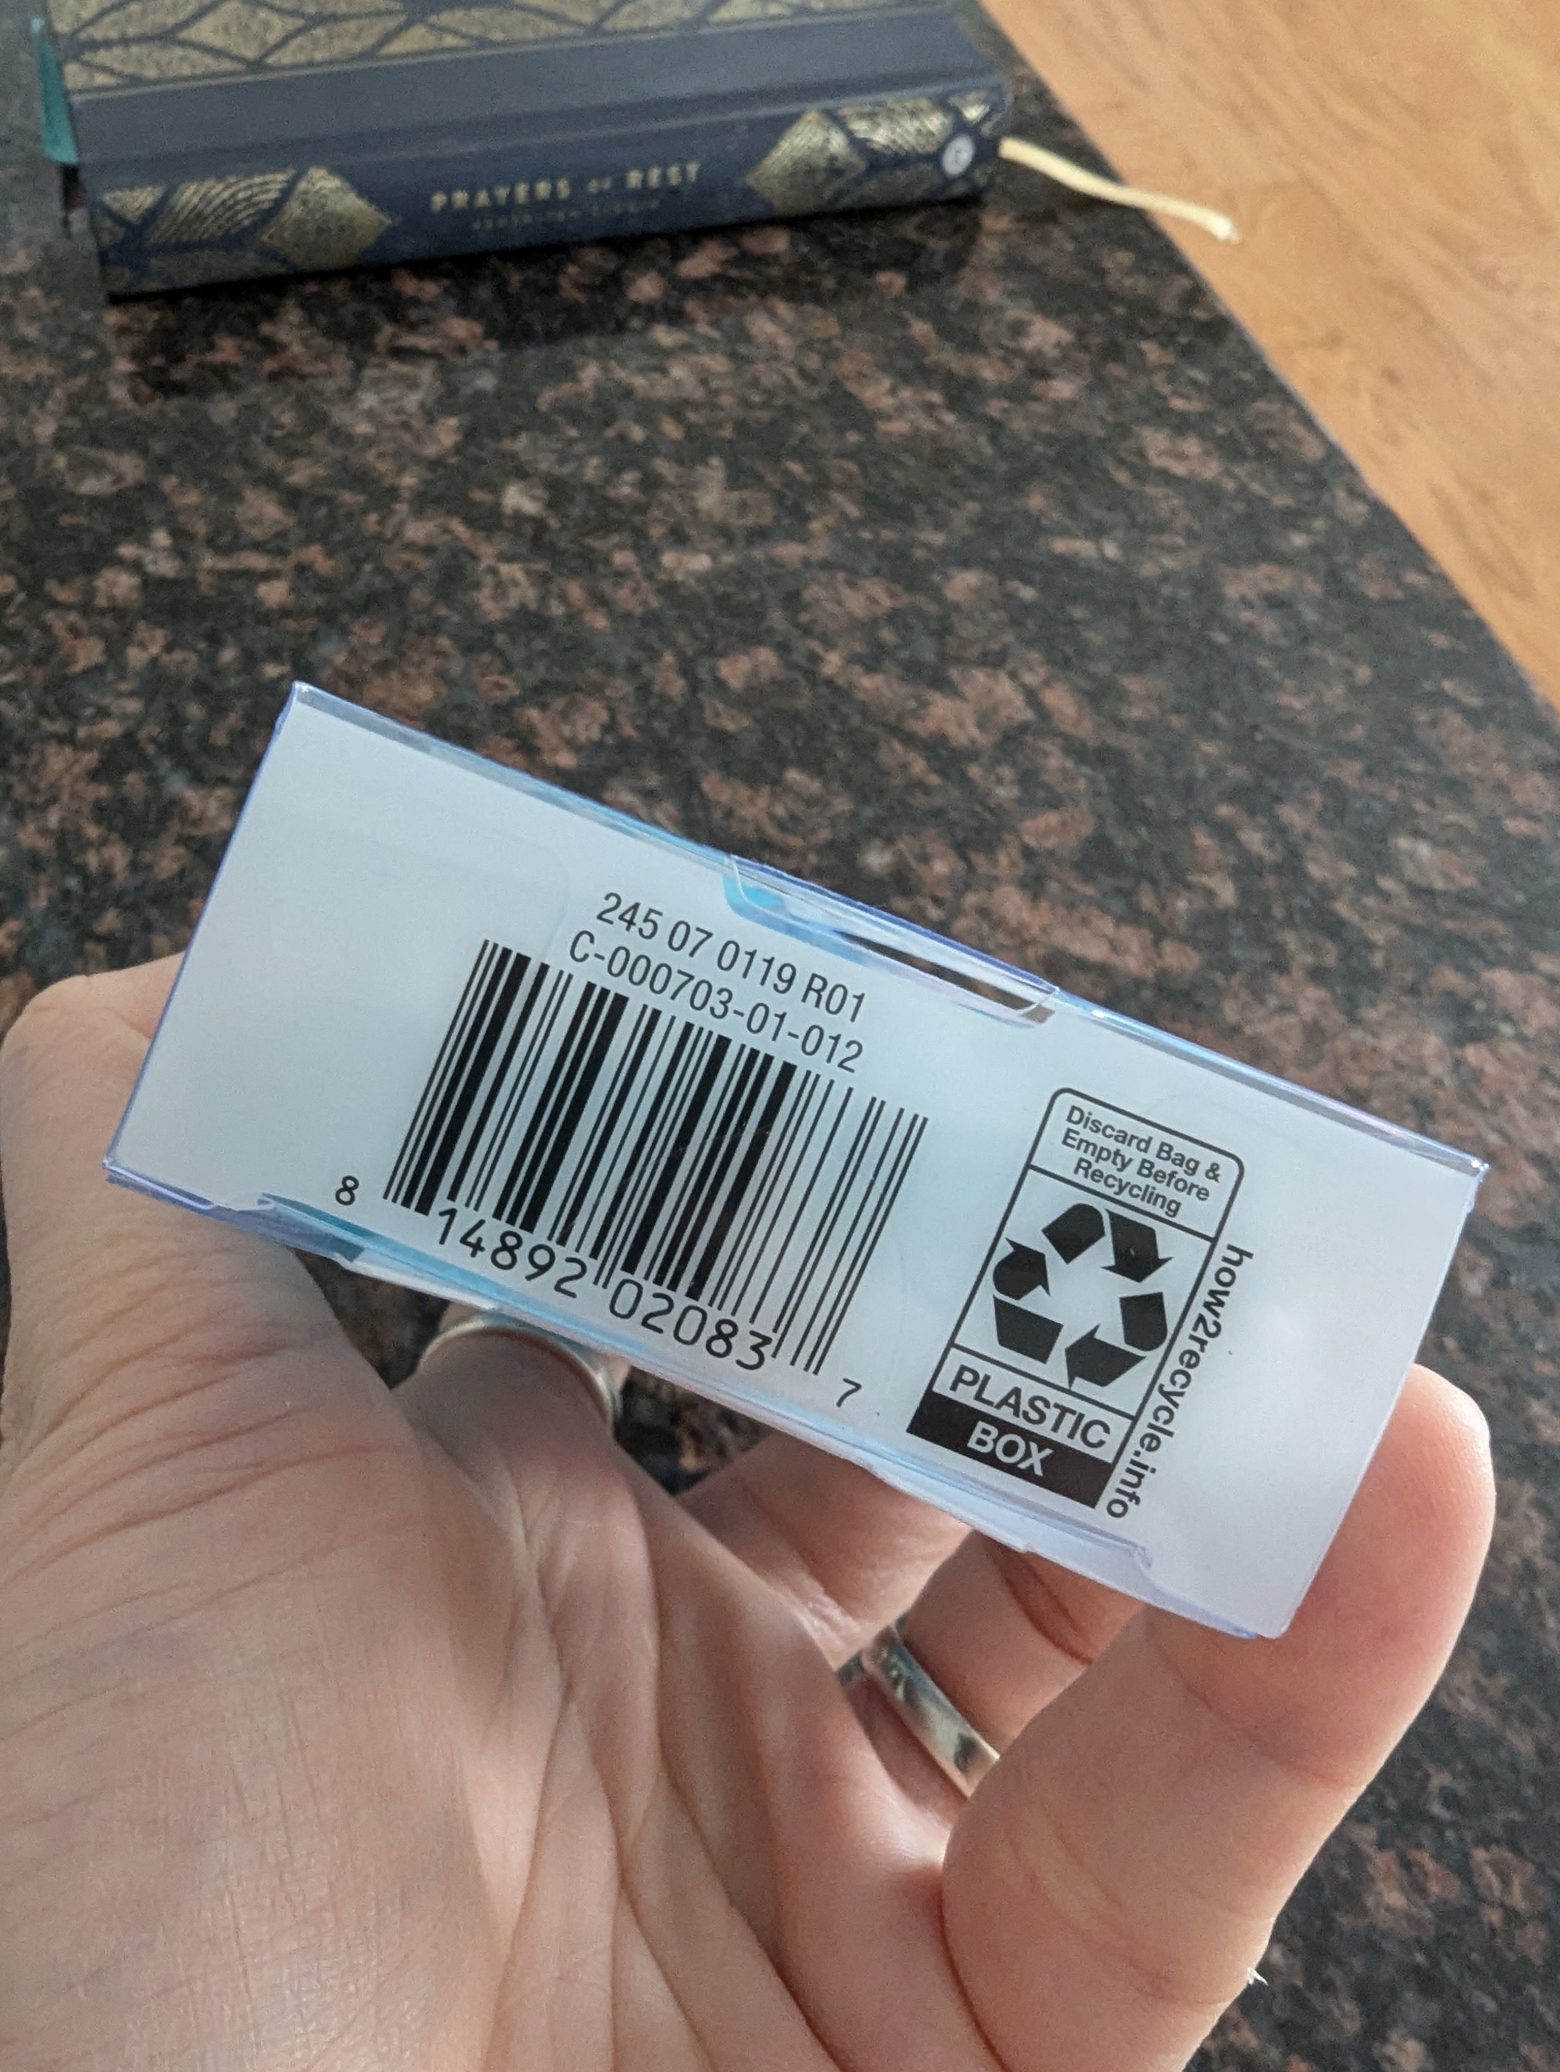 PRAYERS of REST
245 07 0119 R01
C-000703-01-012
8 14892 02083 7
Discard Bag &
Empty Before
Recycling
PLASTIC
BOX
how2recycle.info